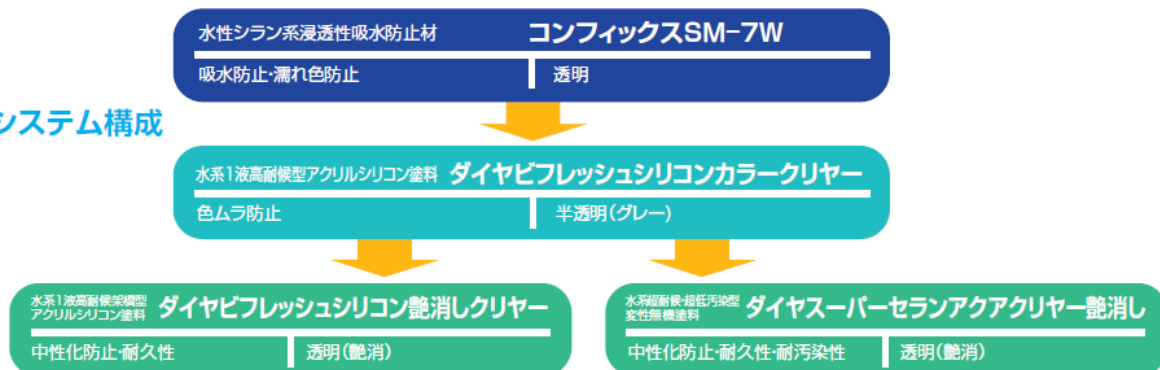 水性シラン系浸透性吸水防止材 コンフィックスSM-7W
吸水防止・濡れ色防止 透明
システム構成
水系1液高耐候型アクリルシリコン塗料 ダイヤビフレッシュシリコンカラークリヤー
色ムラ防止 半透明(グレー)
水系1液高耐候架橋型
アクリルシリコン塗料 ダイヤビフレッシュシリコン艶消しクリヤー
中性化防止・耐久性 透明(艶消)
水系超耐候・超低汚染型
変性無機塗料 ダイヤスーパーセランアクアクリヤー艶消し
中性化防止・耐久性・耐汚染性 透明(艶消)